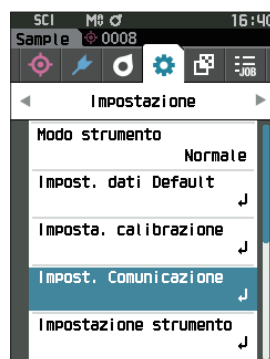 SCI M0 16:40
Sample 0008
-JOB
Impostazione
Modo strumento
Normale
Impost. dati Default
Imposta. calibrazione
Impost. Comunicazione
Impostazione strumento